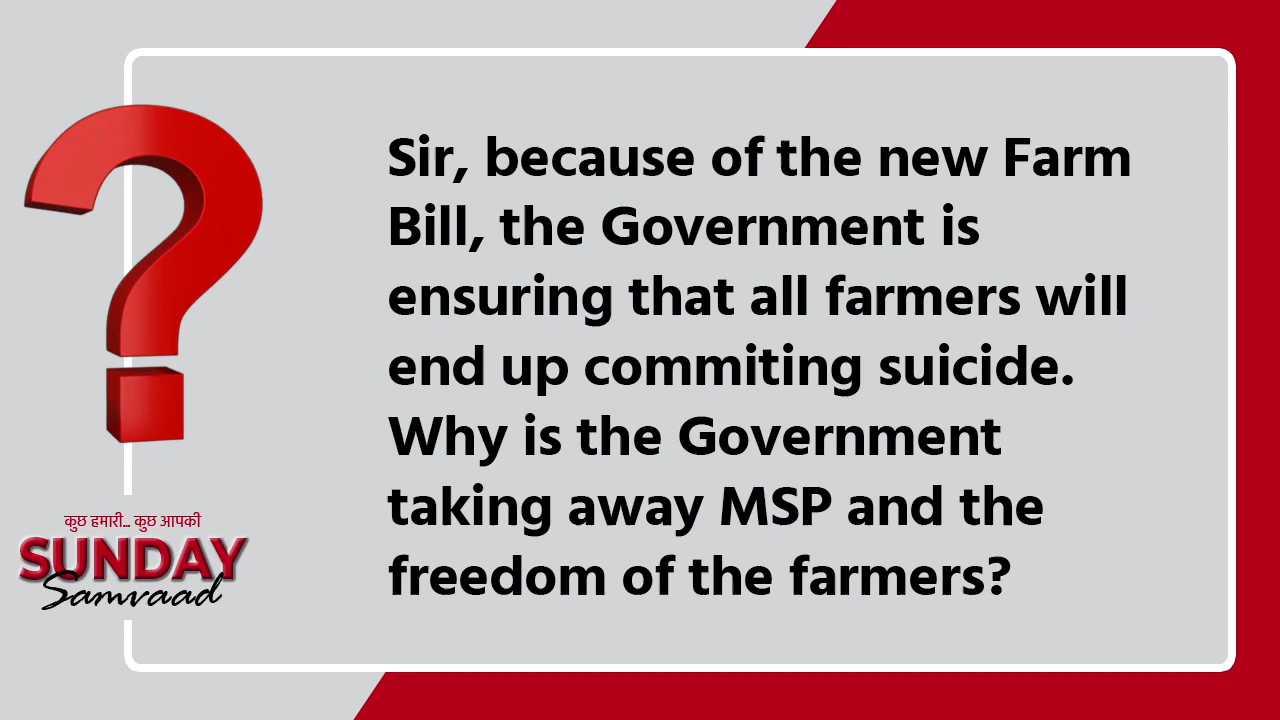 Sir, because of the new Farm
Bill, the Government is
ensuring that all farmers will
end up commiting suicide.
Why is the Government
taking away MSP and the
freedom of the farmers?
कुछ हमारी... कुछ आपकी
SUNDAY
Samvaad